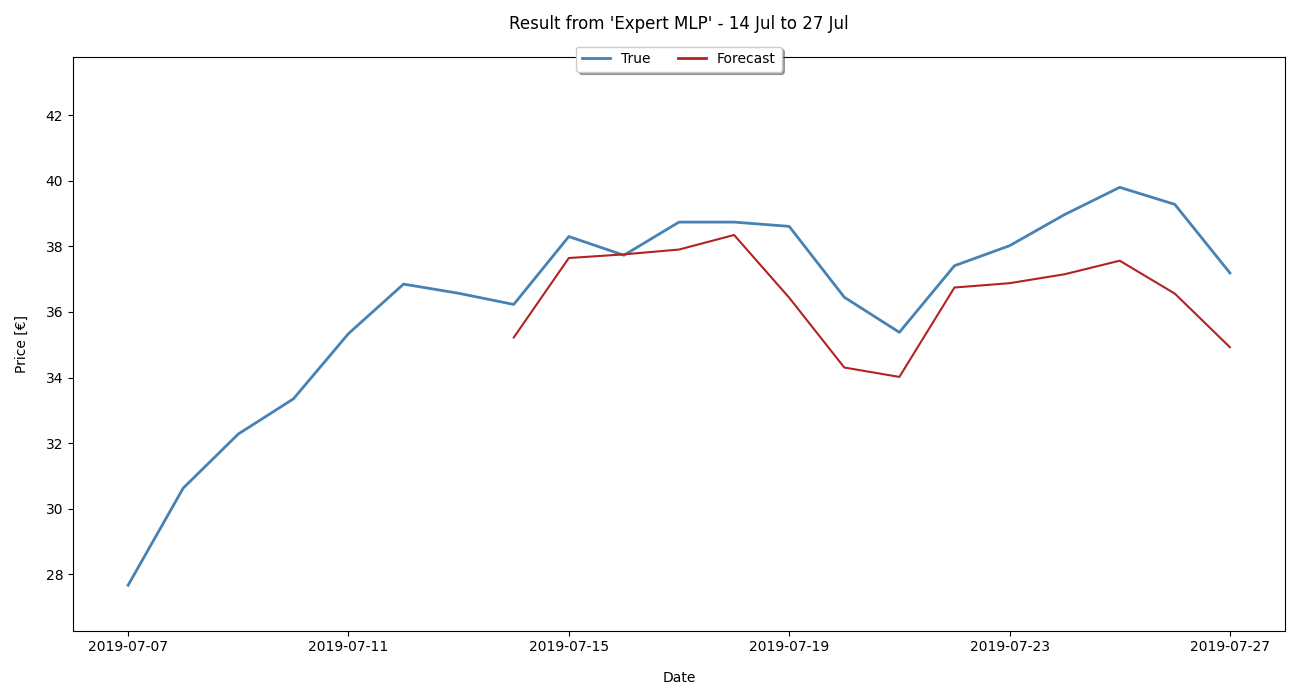 Result from 'Expert MLP' - 14 Jul to 27 Jul
True Forecast
42
40
38
36
34
32
30
28
Price [€]
2019-07-07 2019-07-11 2019-07-15 2019-07-19 2019-07-23 2019-07-27
Date